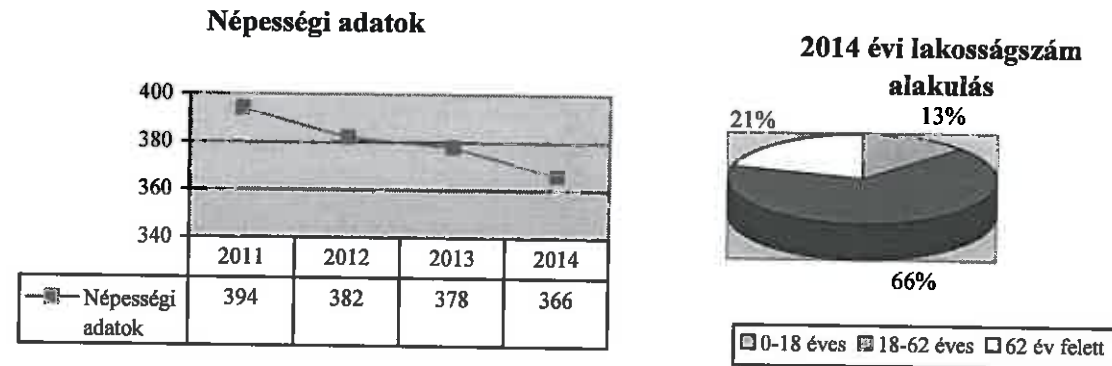 Népességi adatok
400
380
360
340
2011 2012 2013 2014
Népességi adatok 394 382 378 366
2014 évi lakosságszám
alakulás
21% 13%
66%
0-18 éves 18-62 éves 62 év felett